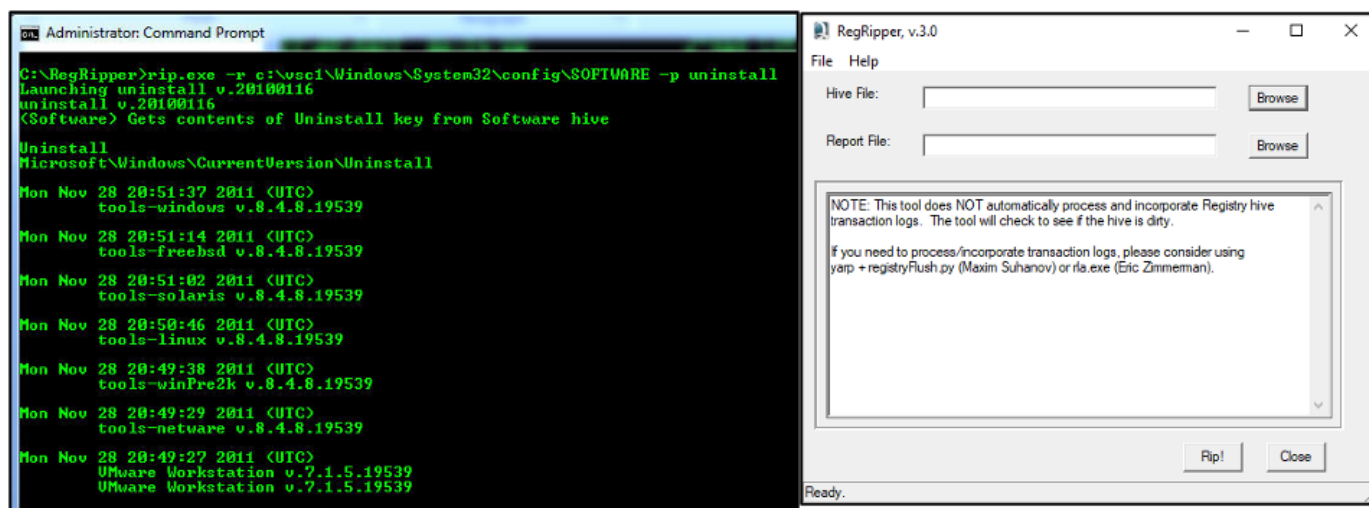 Administrator: Command Prompt
C:\RegRipper>rip.exe -r c:\vsc1\Windows\System32\config\SOFTWARE -p uninstall
Launching uninstall v.20100116
uninstall v.20100116
(Software) Gets contents of Uninstall key from Software hive
Uninstall
Microsoft\Windows\CurrentVersion\Uninstall
Mon Nov 28 20:51:37 2011 (UTC)
tools-windows v.8.4.8.19539
Mon Nov 28 20:51:14 2011 (UTC)
tools-freebsd v.8.4.8.19539
Mon Nov 28 20:51:02 2011 (UTC)
tools-solaris v.8.4.8.19539
Mon Nov 28 20:50:46 2011 (UTC)
tools-linux v.8.4.8.19539
Mon Nov 28 20:49:38 2011 (UTC)
tools-winPre2k v.8.4.8.19539
Mon Nov 28 20:49:29 2011 (UTC)
tools-netware v.8.4.8.19539
Mon Nov 28 20:49:27 2011 (UTC)
VMware Workstation v.7.1.5.19539
VMware Workstation v.7.1.5.19539
RegRipper, v.3.0
File Help
Hive File: Browse
Report File: Browse
NOTE: This tool does NOT automatically process and incorporate Registry hive
transaction logs. The tool will check to see if the hive is dirty.
If you need to process/incorporate transaction logs, please consider using
yarp + registryFlush.py (Maxim Suhanov) or rla.exe (Eric Zimmerman).
Rip! Close
Ready.